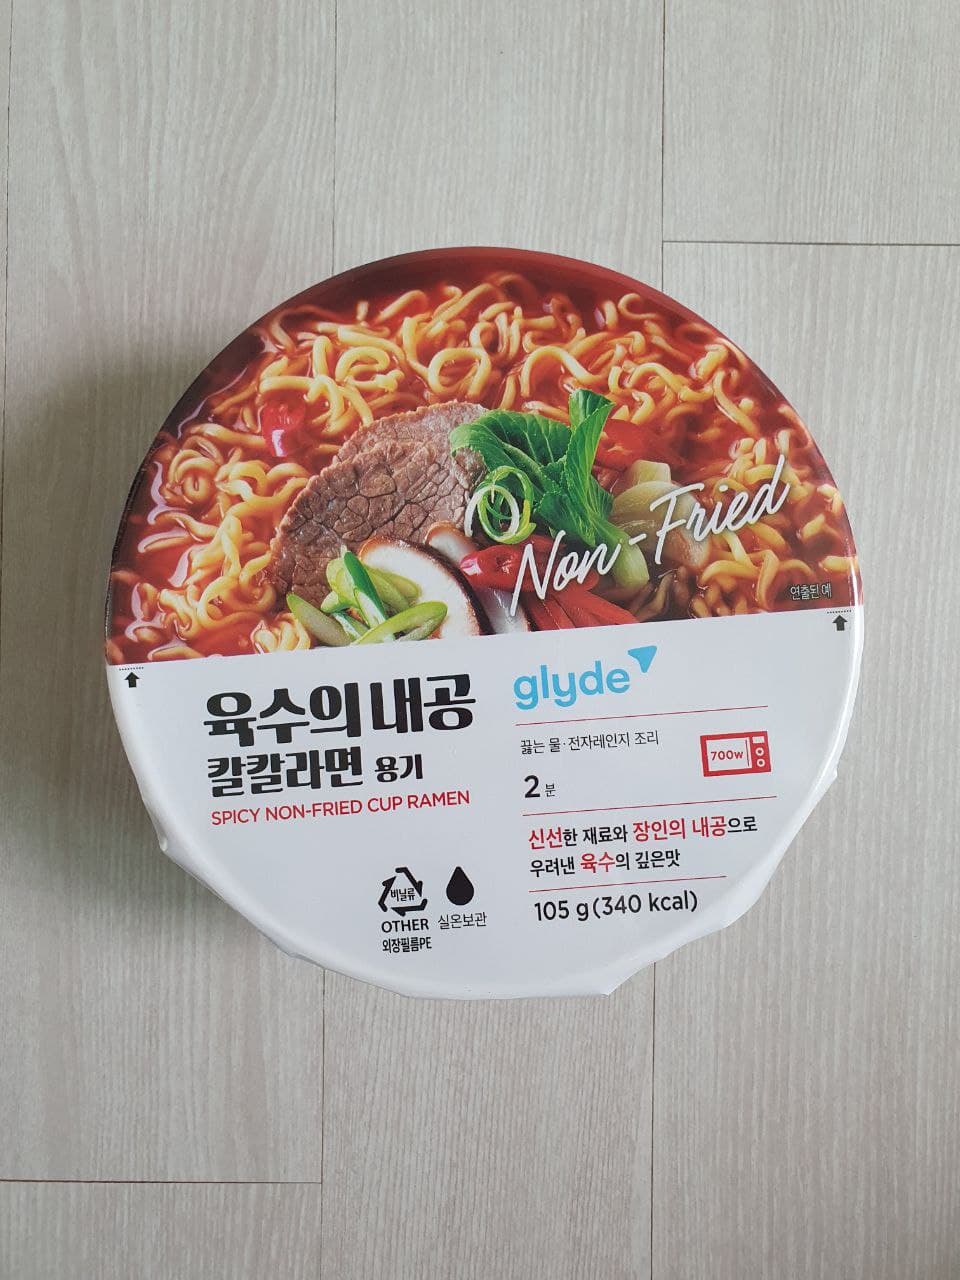 Non-Fried
연출된 예
육수의 내공
칼칼라면 용기
SPICY NON-FRIED CUP RAMEN
비닐류
OTHER
외장필름PE
실온보관
glyde
끓는 물·전자레인지 조리
2분
700w
신선한 재료와 장인의 내공으로
우려낸 육수의 깊은맛
105 g(340 kcal)